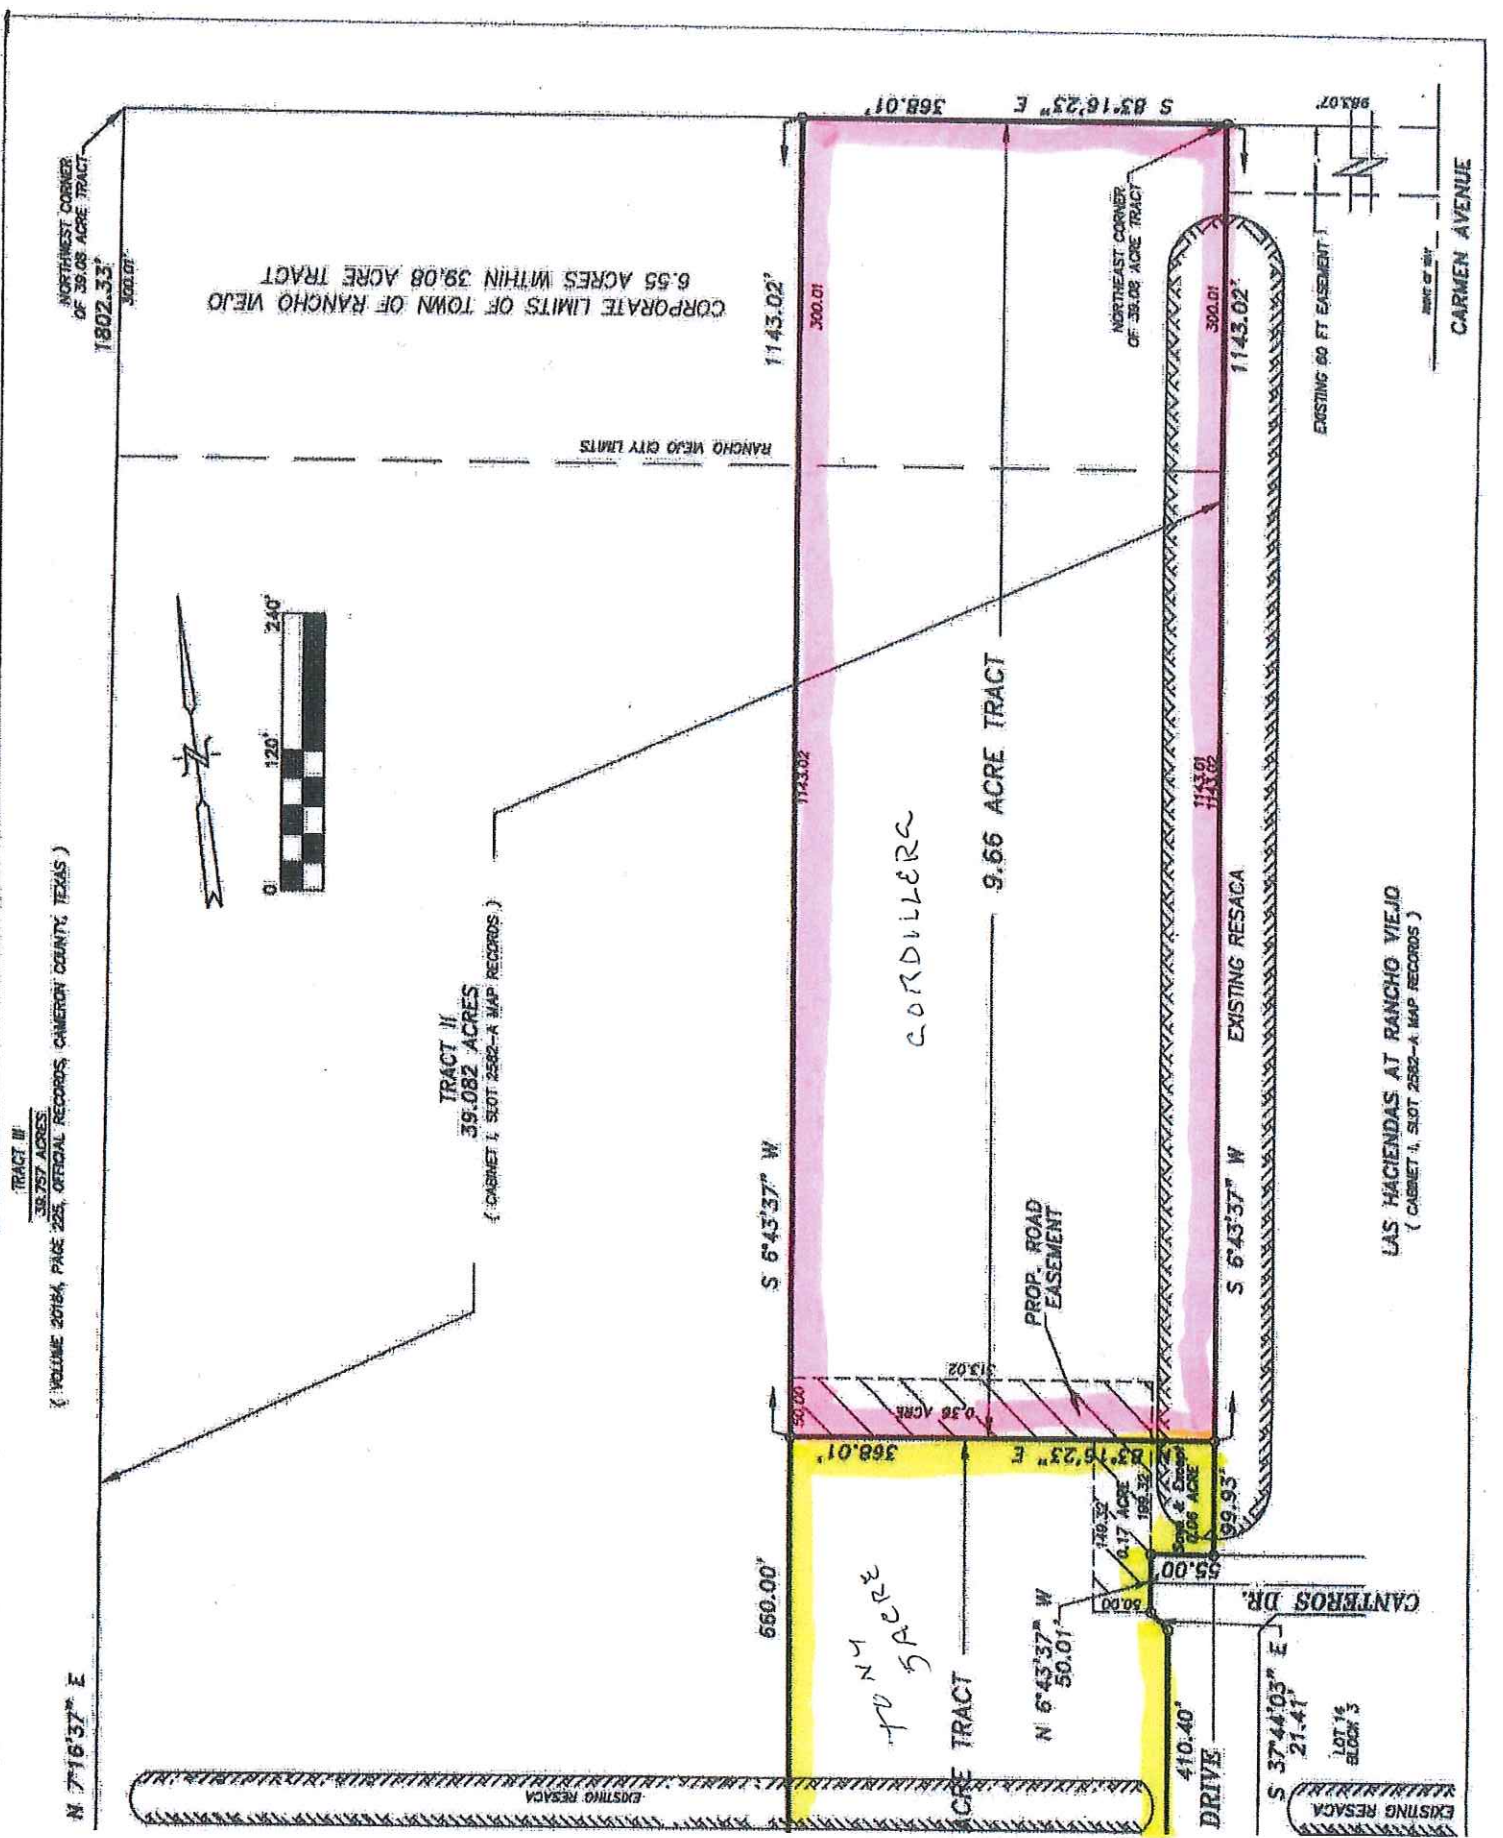 TRACT III
39.757 ACRES
( VOLUME 20184, PAGE 225, OFFICIAL RECORDS, CAMERON COUNTY, TEXAS )
N 7°16'37" E
1802.33'
300.01'
NORTHWEST CORNER
OF 39.08 ACRE TRACT
CORPORATE LIMITS OF TOWN OF RANCHO VIEJO
6.55 ACRES WITHIN 39.08 ACRE TRACT
RANCHO VIEJO CITY LIMITS
0
120'
240'
TRACT II
39.082 ACRES
( CABINET I, SLOT 2582-A MAP RECORDS )
660.00'
S 6°43'37" W
1143.02'
1143.02
300.01
S 83°16'23" E
368.01'
NORTHEAST CORNER
OF 39.08 ACRE TRACT
CORDILLERA
9.66 ACRE TRACT
50.00
313.02
0.36 ACRE
PROP. ROAD
EASEMENT
368.01'
83°16'23" E
TONY
5 ACRE
ACRE TRACT
149.32
0.17 ACRE
199.32
50.00
Save & Except
0.06 ACRE
99.93'
55.00'
N 6°43'37" W
50.01'
410.40'
DRIVE
CANTEROS DR.
S 37°44'03" E
21.41'
LOT 14
BLOCK 3
EXISTING RESACA
EXISTING RESACA
S 6°43'37" W
EXISTING RESACA
1143.01
1143.02
300.01
1143.02'
EXISTING 60 FT EASEMENT
983.07'
CARMEN AVENUE
LAS HACIENDAS AT RANCHO VIEJO
( CABINET I, SLOT 2582-A MAP RECORDS )